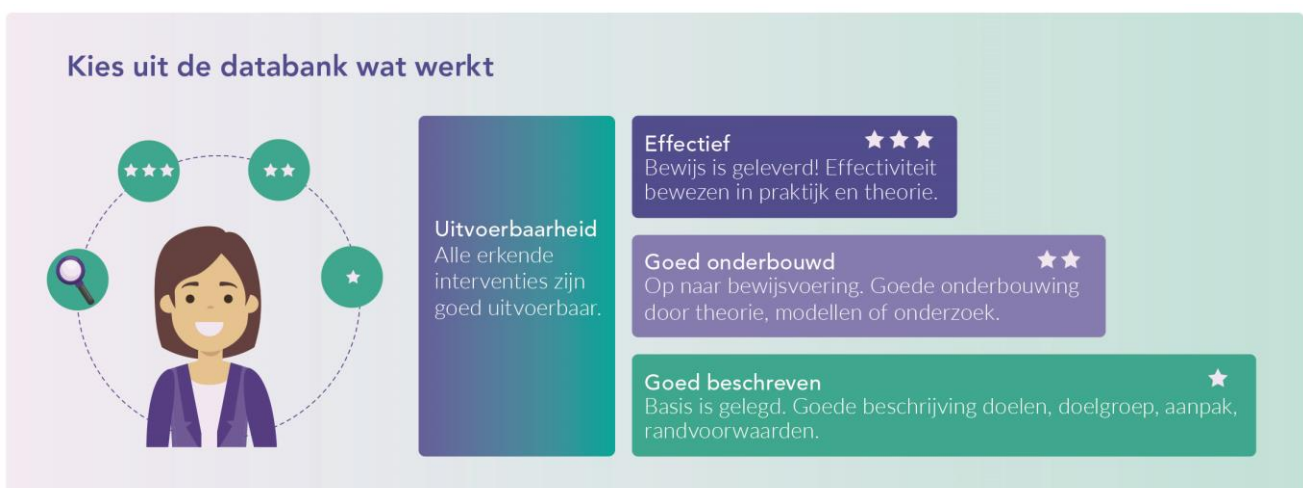 Kies uit de databank wat werkt
Uitvoerbaarheid
Alle erkende
interventies zijn
goed uitvoerbaar.
Effectief
Bewijs is geleverd! Effectiviteit
bewezen in praktijk en theorie.
Goed onderbouwd
Op naar bewijsvoering. Goede onderbouwing
door theorie, modellen of onderzoek.
Goed beschreven
Basis is gelegd. Goede beschrijving doelen, doelgroep, aanpak,
randvoorwaarden.